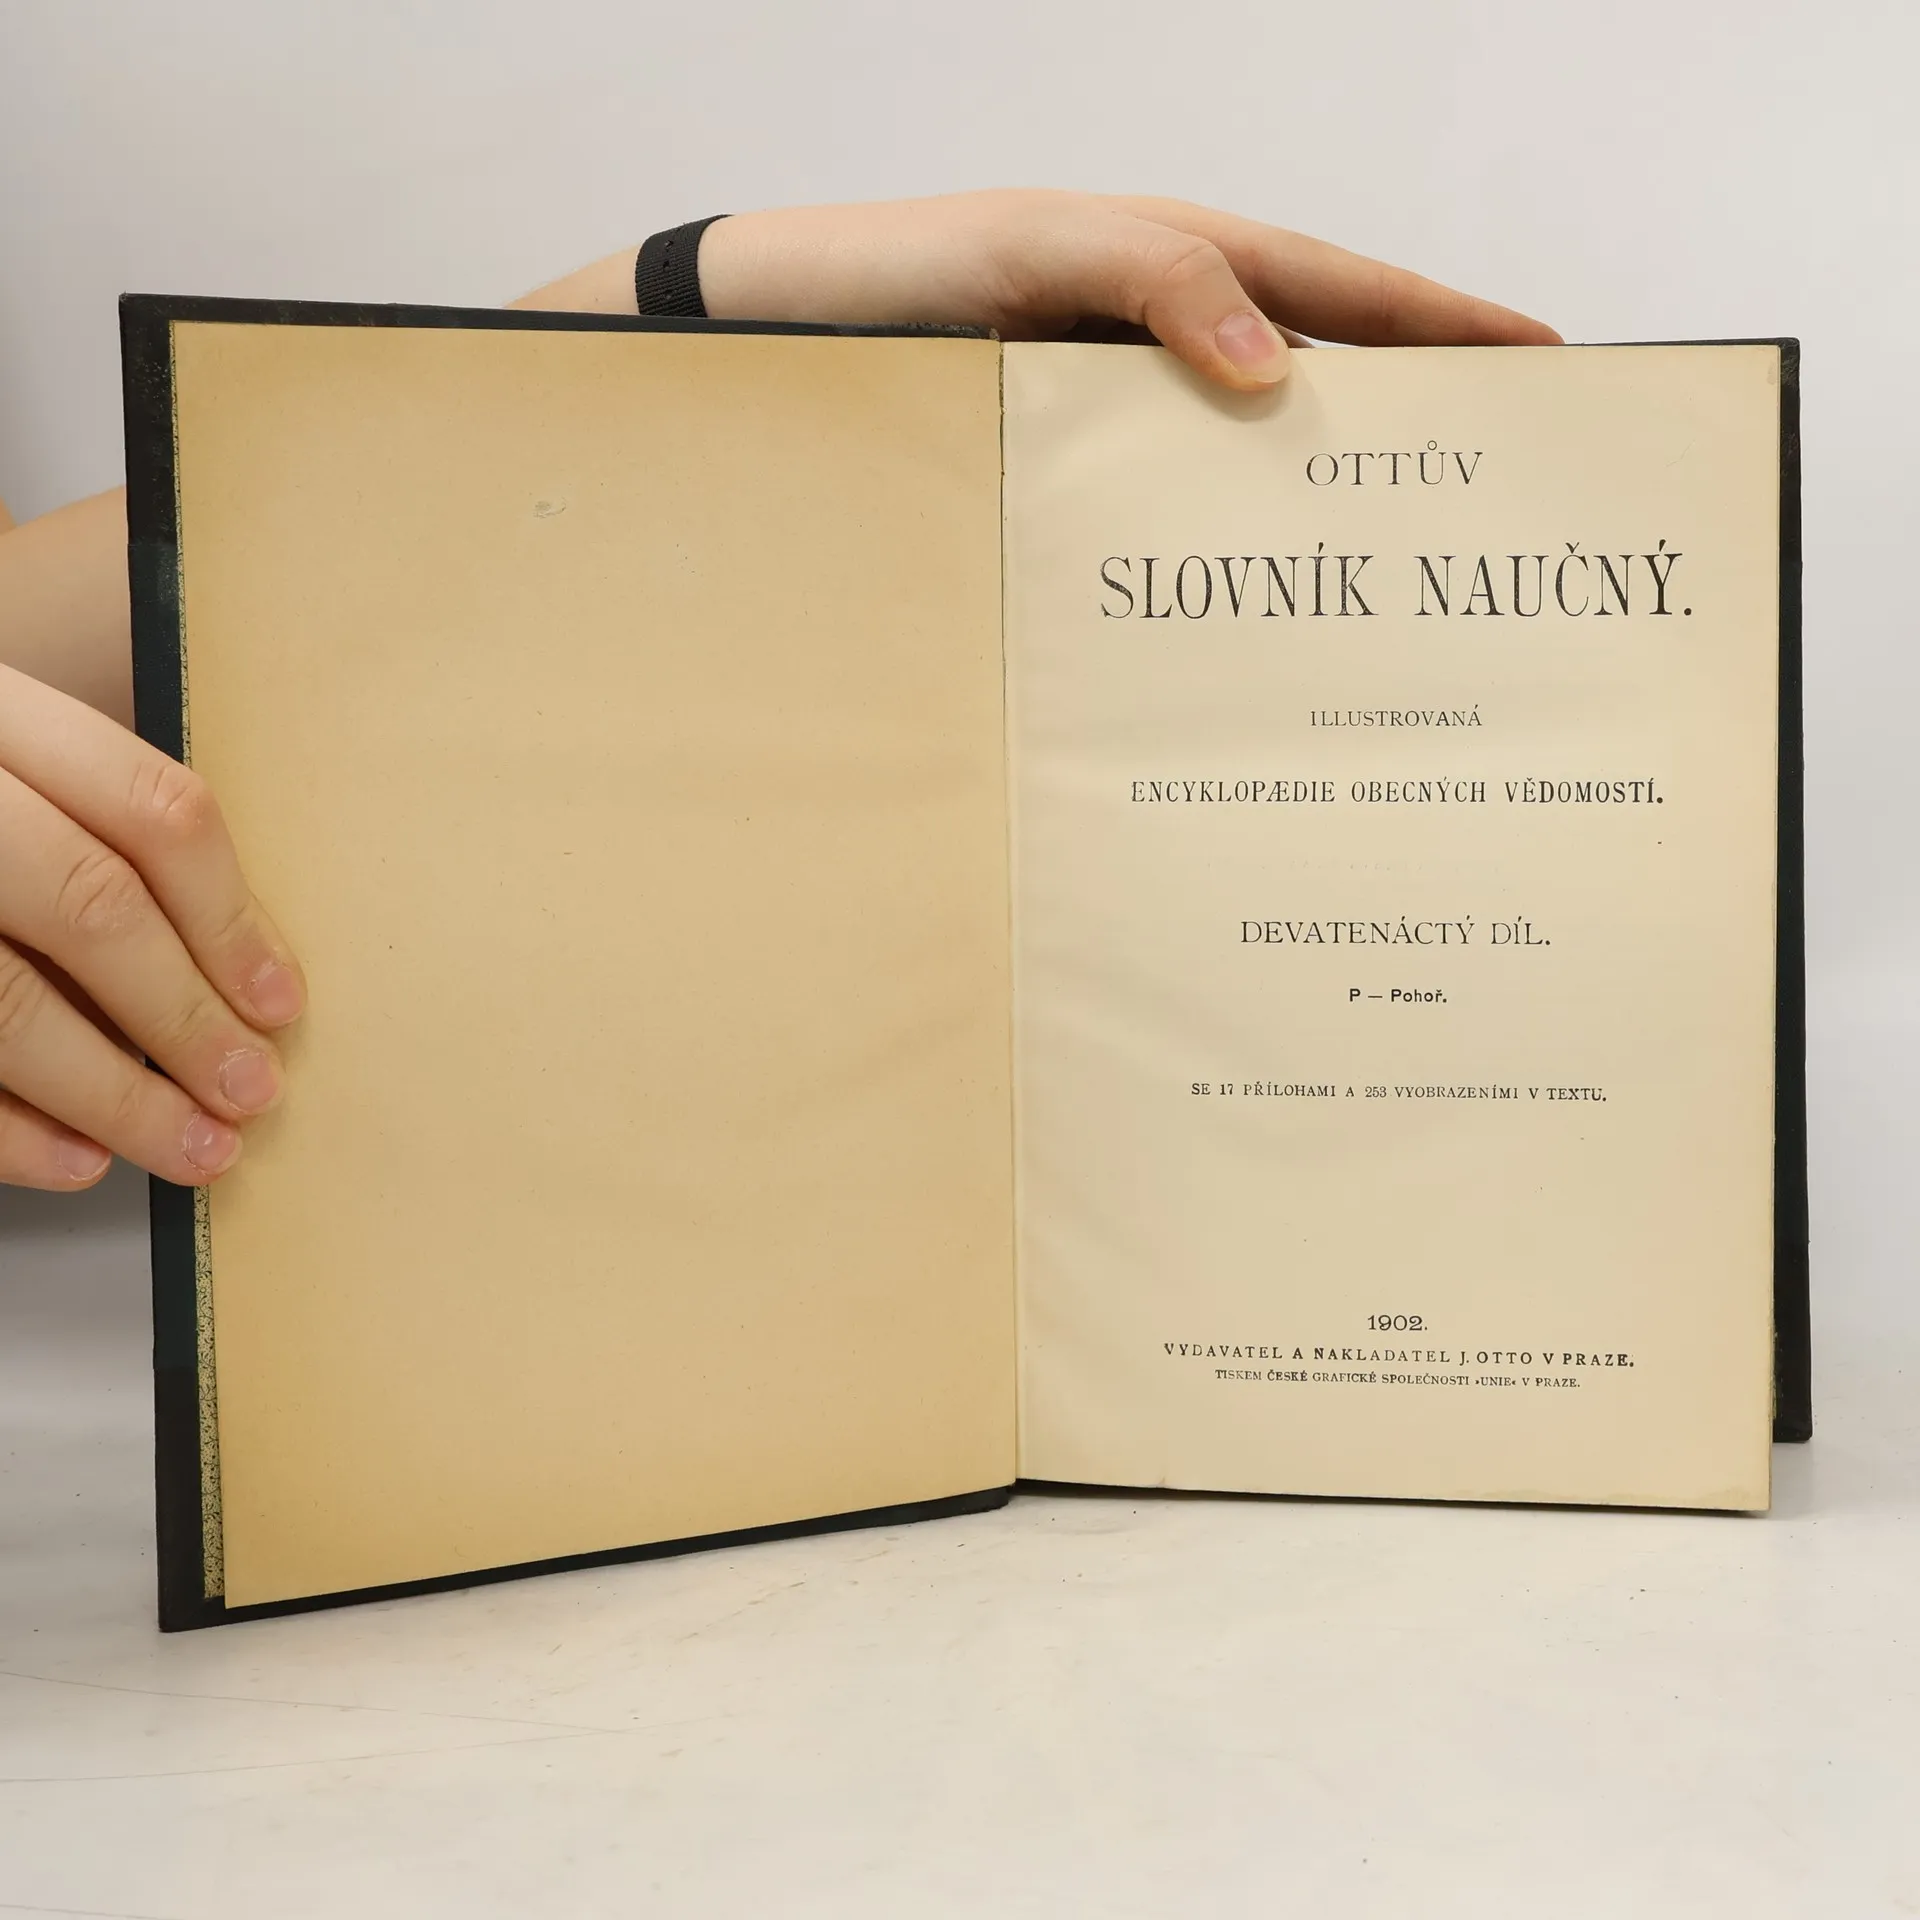 OTTŮV
SLOVNÍK NAUČNÝ.
ILLUSTROVANÁ
ENCYKLOPÆDIE OBECNÝCH VĚDOMOSTÍ.
DEVATENÁCTÝ DÍL.
P — Pohoř.
SE 17 PŘÍLOHAMI A 253 VYOBRAZENÍMI V TEXTU.
1902.
VYDAVATEL A NAKLADATEL J. OTTO V PRAZE.
TISKEM ČESKÉ GRAFICKÉ SPOLEČNOSTI »UNIE« V PRAZE.